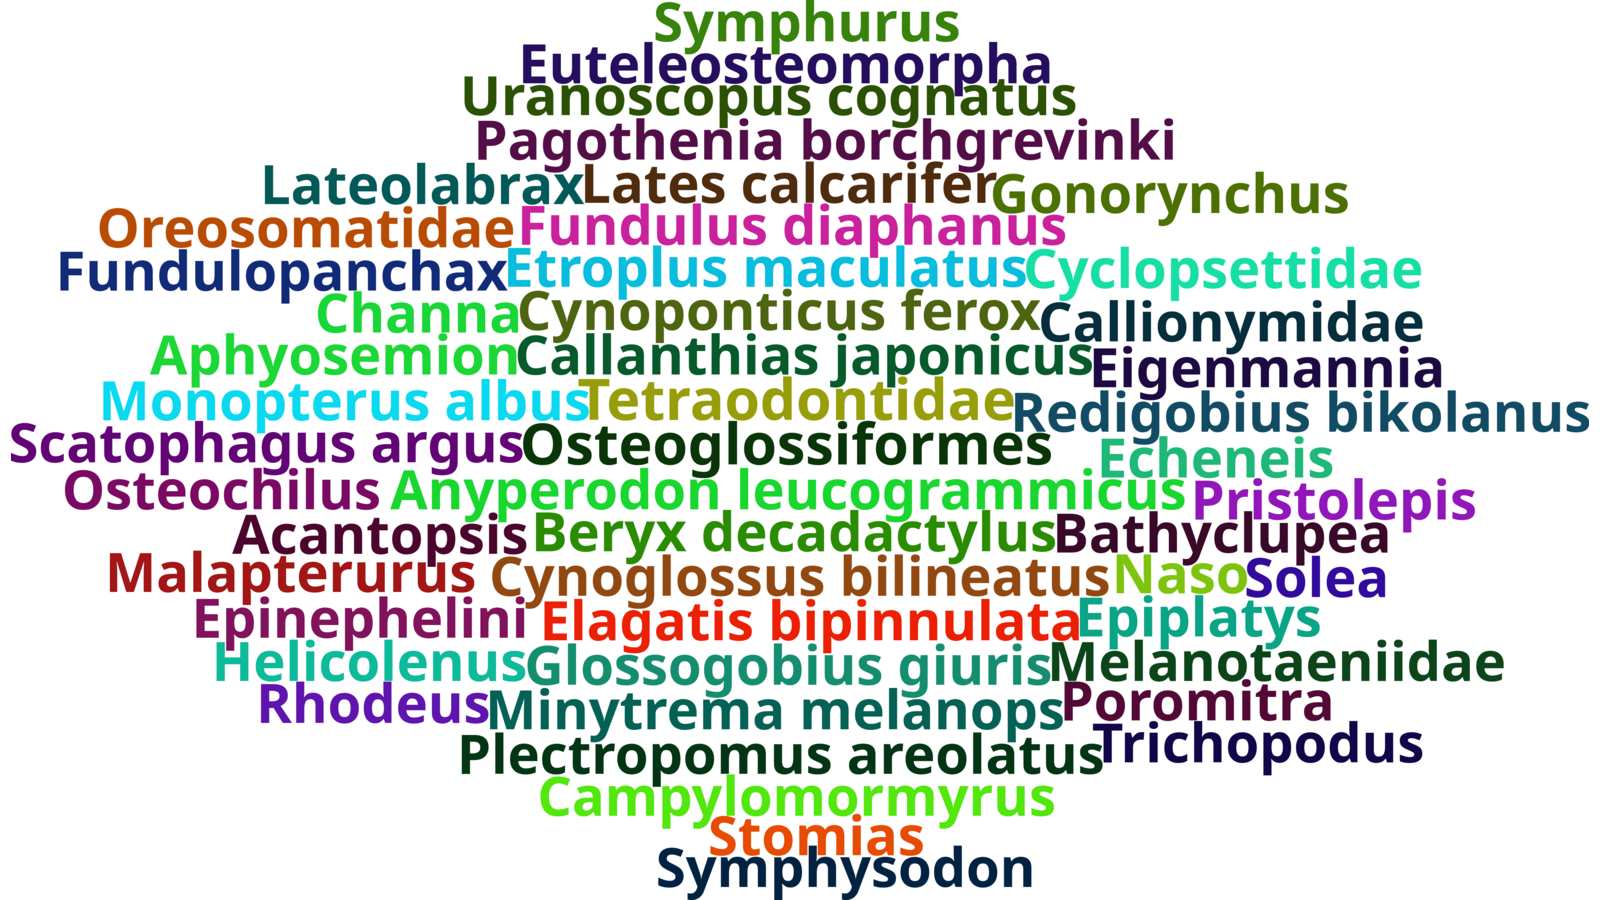 Symphurus
Euteleosteomorpha
Uranoscopus cognatus
Pagothenia borchgrevinki
Lateolabrax Lates calcarifer Gonorynchus
Oreosomatidae Fundulus diaphanus
Fundulopanchax Etroplus maculatus Cyclopsettidae
Channa Cynoponticus ferox Callionymidae
Aphyosemion Callanthias japonicus Eigenmannia
Monopterus albus Tetraodontidae Redigobius bikolanus
Scatophagus argus Osteoglossiformes Echeneis
Osteochilus Anyperodon leucogrammicus Pristolepis
Acantopsis Beryx decadactylus Bathyclupea
Malapterurus Cynoglossus bilineatus Naso Solea
Epinephelini Elagatis bipinnulata Epiplatys
Helicolenus Glossogobius giuris Melanotaeniidae
Rhodeus Minytrema melanops Poromitra
Plectropomus areolatus Trichopodus
Campylomormyrus
Stomias
Symphysodon